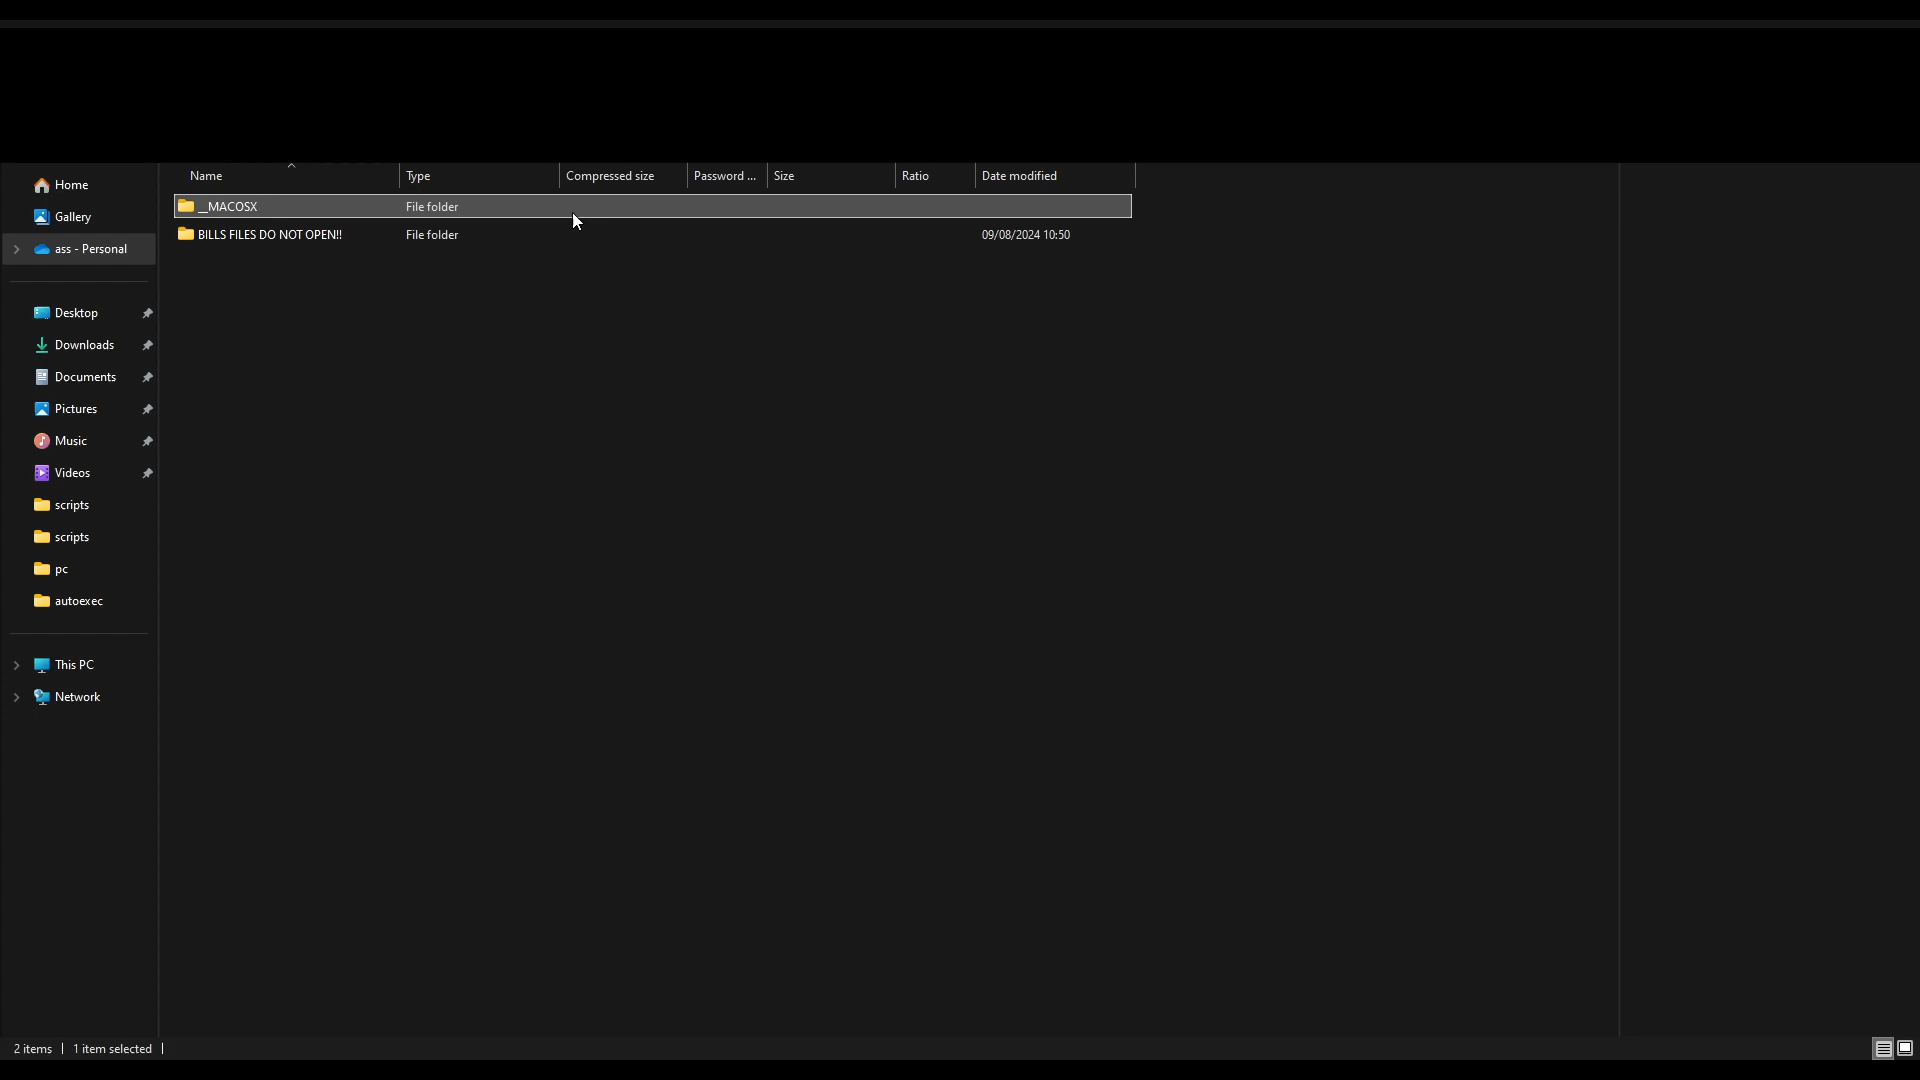 Name Type Compressed size Password ... Size Ratio Date modified
__MACOSX File folder
BILLS FILES DO NOT OPEN!! File folder 09/08/2024 10:50
Home
Gallery
ass - Personal
Desktop
Downloads
Documents
Pictures
Music
Videos
scripts
scripts
pc
autoexec
This PC
Network
2 items 1 item selected